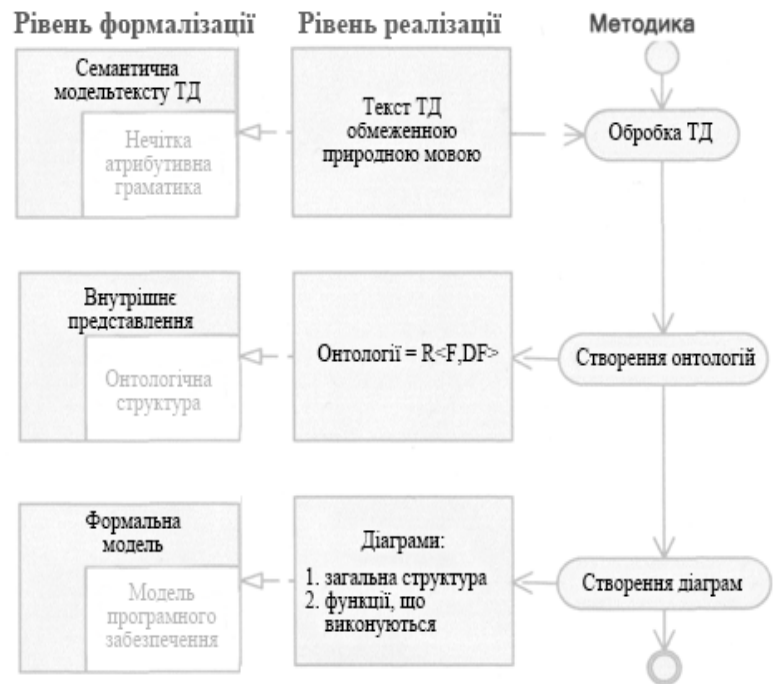 Рівень формалізації
Рівень реалізації
Методика
Семантична
модельтексту ТД
Нечітка
атрибутивна
граматика
Текст ТД
обмеженною
природною мовою
Обробка ТД
Внутрішнє
представлення
Онтологічна
структура
Онтології = R<F,DF>
Створення онтологій
Формальна
модель
Модель
програмного
забезпечення
Діаграми:
1. загальна структура
2. функції, що
виконуються
Створення діаграм